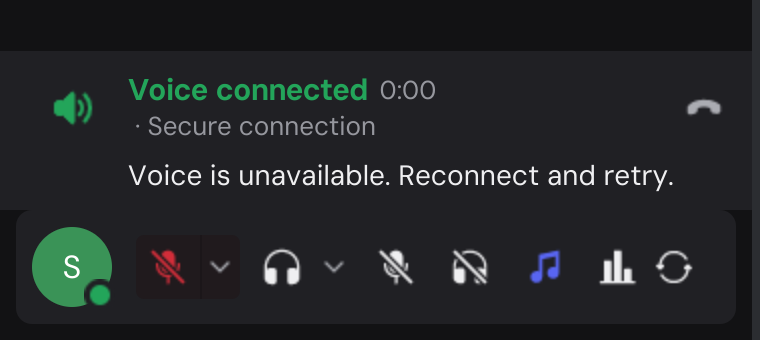 Voice connected 0:00
· Secure connection
Voice is unavailable. Reconnect and retry.
S